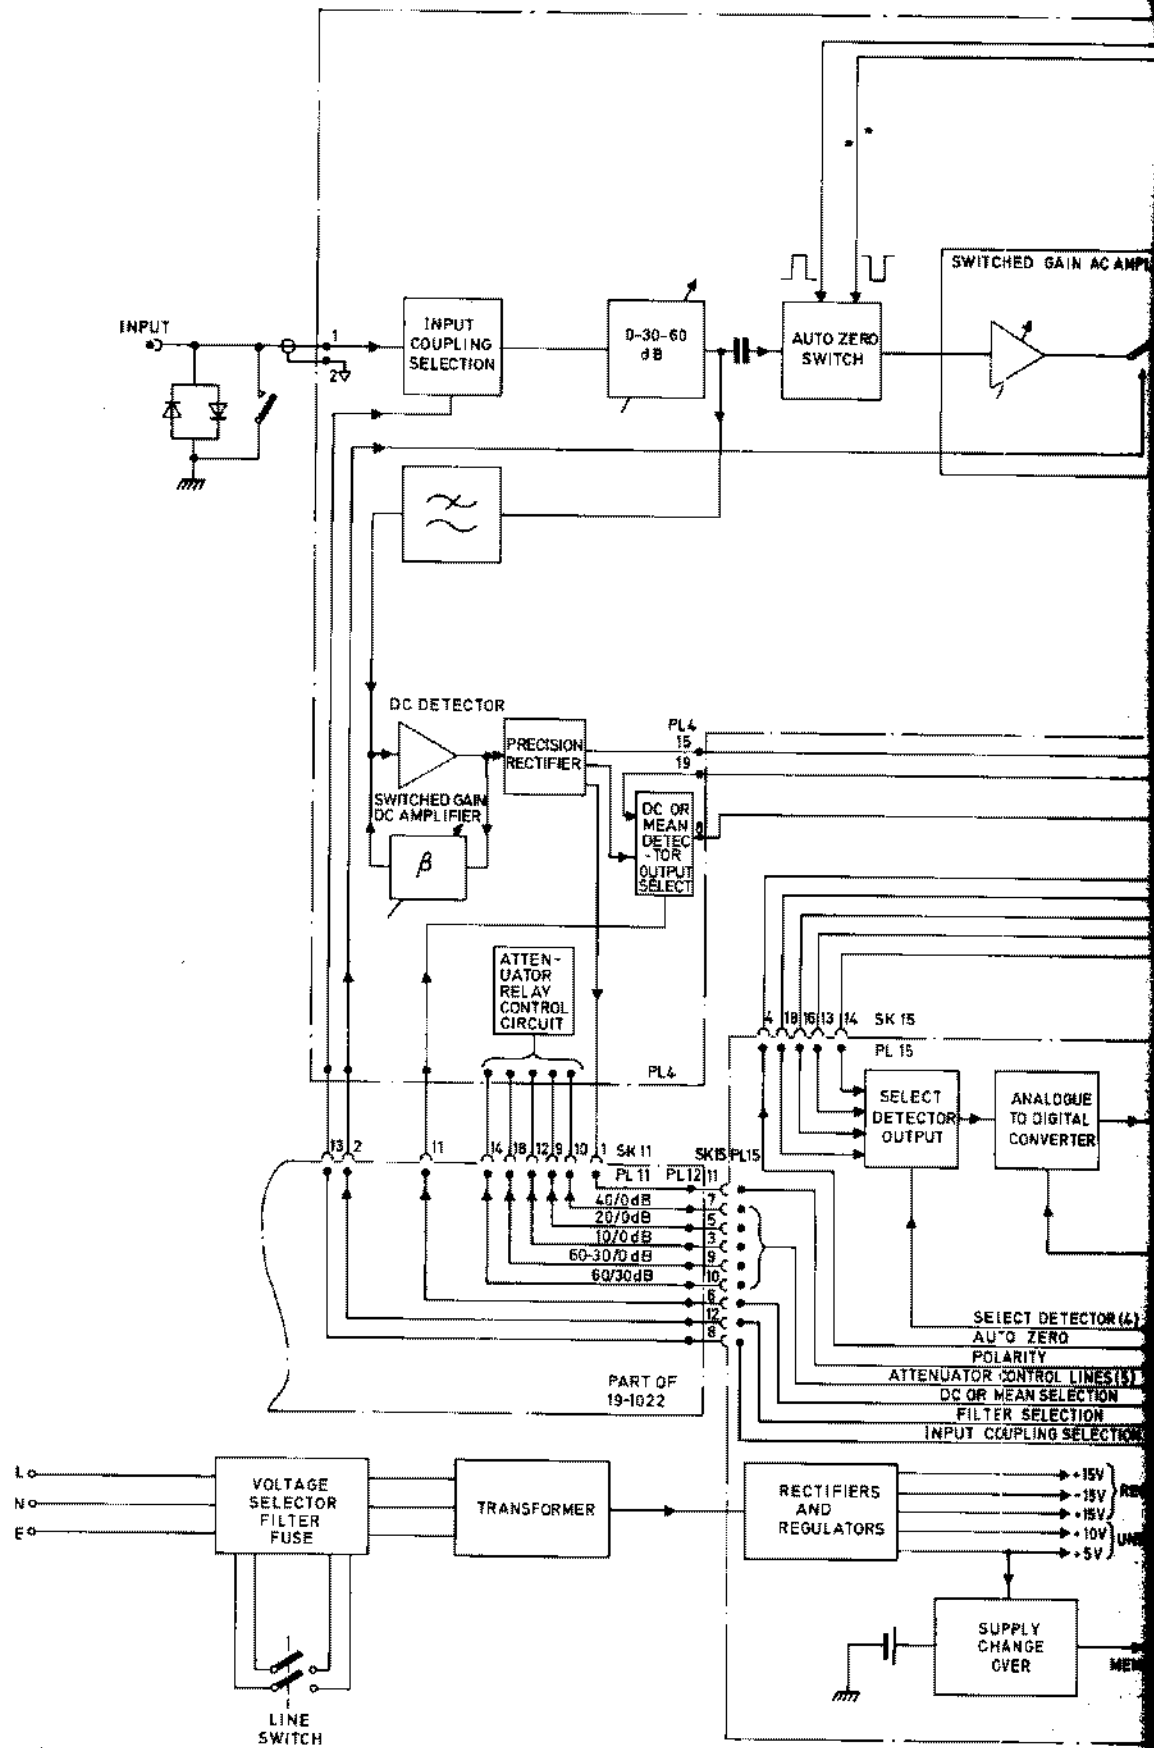 SWITCHED GAIN AC AMPL
INPUT
1
2
INPUT
COUPLING
SELECTION
0-30-60
dB
AUTO ZERO
SWITCH
DC DETECTOR
SWITCHED GAIN
DC AMPLIFIER
β
PRECISION
RECTIFIER
PL4
15
19
8
DC OR
MEAN
DETEC
-TOR
OUTPUT
SELECT
ATTEN-
UATOR
RELAY
CONTROL
CIRCUIT
PL4
4 18 16 13 14 SK 15
PL 15
SELECT
DETECTOR
OUTPUT
ANALOGUE
TO DIGITAL
CONVERTER
13 2 11 14 18 12 9 10 1 SK 11
PL 11 PL12
SK15 PL15
11
40/0dB 7
20/0dB 5
10/0dB 3
60-30/0dB 9
60/30dB 10
6
12
8
PART OF
19-1022
SELECT DETECTOR (4)
AUTO ZERO
POLARITY
ATTENUATOR CONTROL LINES (5)
DC OR MEAN SELECTION
FILTER SELECTION
INPUT COUPLING SELECTION
L
N
E
VOLTAGE
SELECTOR
FILTER
FUSE
TRANSFORMER
RECTIFIERS
AND
REGULATORS
+15V
-15V
+15V
+10V
+5V
LINE
SWITCH
SUPPLY
CHANGE
OVER